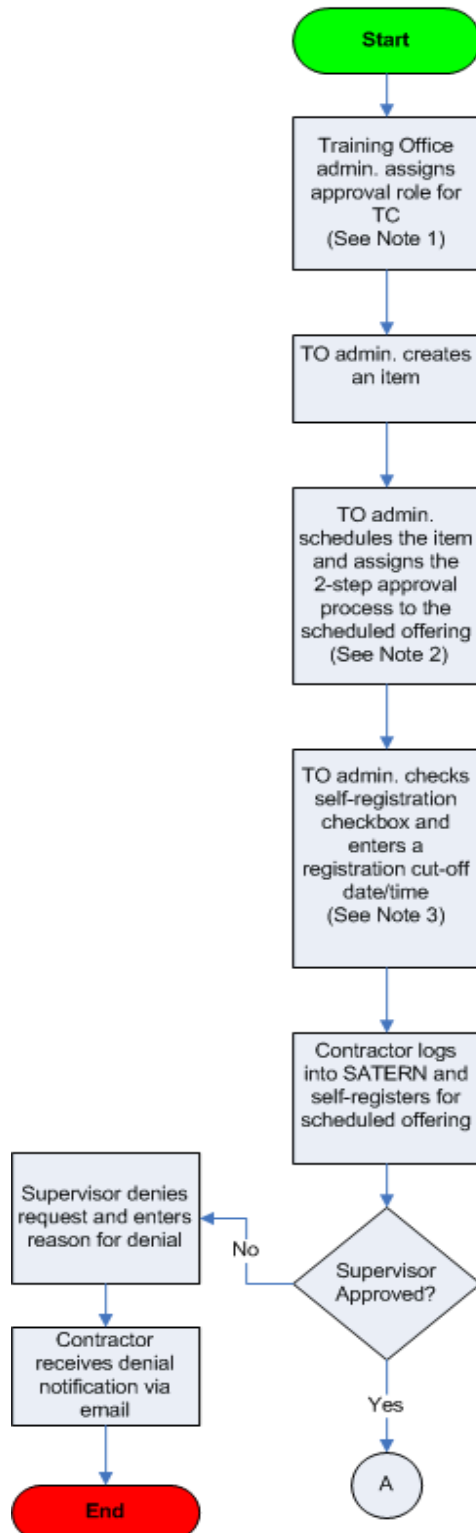 Start
Training Office
admin. assigns
approval role for
TC
(See Note 1)
TO admin. creates
an item
TO admin.
schedules the item
and assigns the
2-step approval
process to the
scheduled offering
(See Note 2)
TO admin. checks
self-registration
checkbox and
enters a
registration cut-off
date/time
(See Note 3)
Contractor logs
into SATERN and
self-registers for
scheduled offering
Supervisor
Approved?
No
Supervisor denies
request and enters
reason for denial
Contractor
receives denial
notification via
email
End
Yes
A